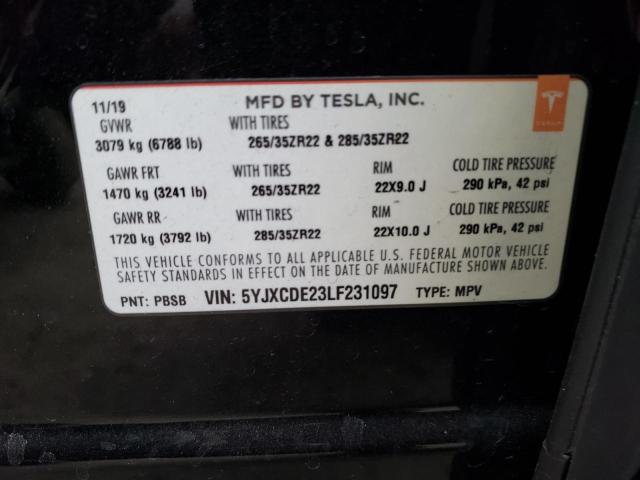 11/19 MFD BY TESLA, INC.
GVWR WITH TIRES
3079 kg (6788 lb) 265/35ZR22 & 285/35ZR22
GAWR FRT WITH TIRES RIM COLD TIRE PRESSURE
1470 kg (3241 lb) 265/35ZR22 22X9.0 J 290 kPa, 42 psi
GAWR RR WITH TIRES RIM COLD TIRE PRESSURE
1720 kg (3792 lb) 285/35ZR22 22X10.0 J 290 kPa, 42 psi
THIS VEHICLE CONFORMS TO ALL APPLICABLE U.S. FEDERAL MOTOR VEHICLE
SAFETY STANDARDS IN EFFECT ON THE DATE OF MANUFACTURE SHOWN ABOVE.
PNT: PBSB VIN: 5YJXCDE23LF231097 TYPE: MPV
TESLA